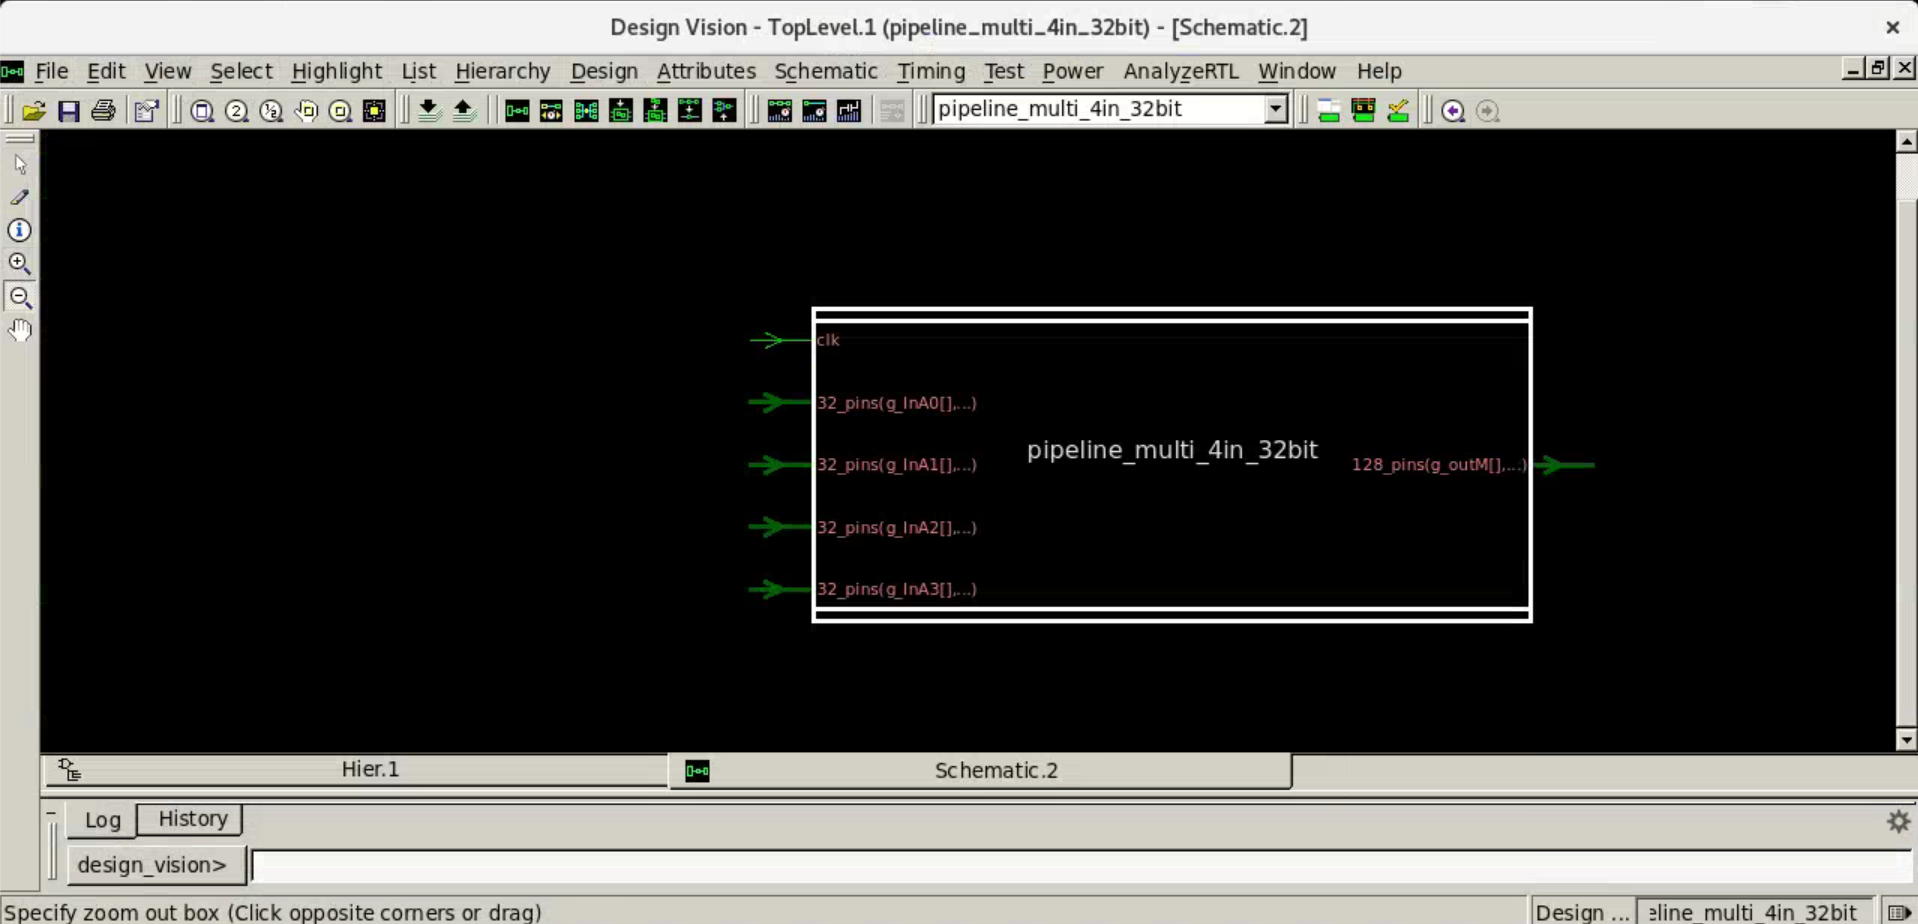 Design Vision - TopLevel.1 (pipeline_multi_4in_32bit) - [Schematic.2]
File Edit View Select Highlight List Hierarchy Design Attributes Schematic Timing Test Power AnalyzeRTL Window Help
pipeline_multi_4in_32bit
clk
32_pins(g_InA0[],...)
pipeline_multi_4in_32bit
32_pins(g_InA1[],...)
128_pins(g_outM[],...)
32_pins(g_InA2[],...)
32_pins(g_InA3[],...)
Hier.1 Schematic.2
Log History
design_vision>
Specify zoom out box (Click opposite corners or drag)
Design ... eline_multi_4in_32bit